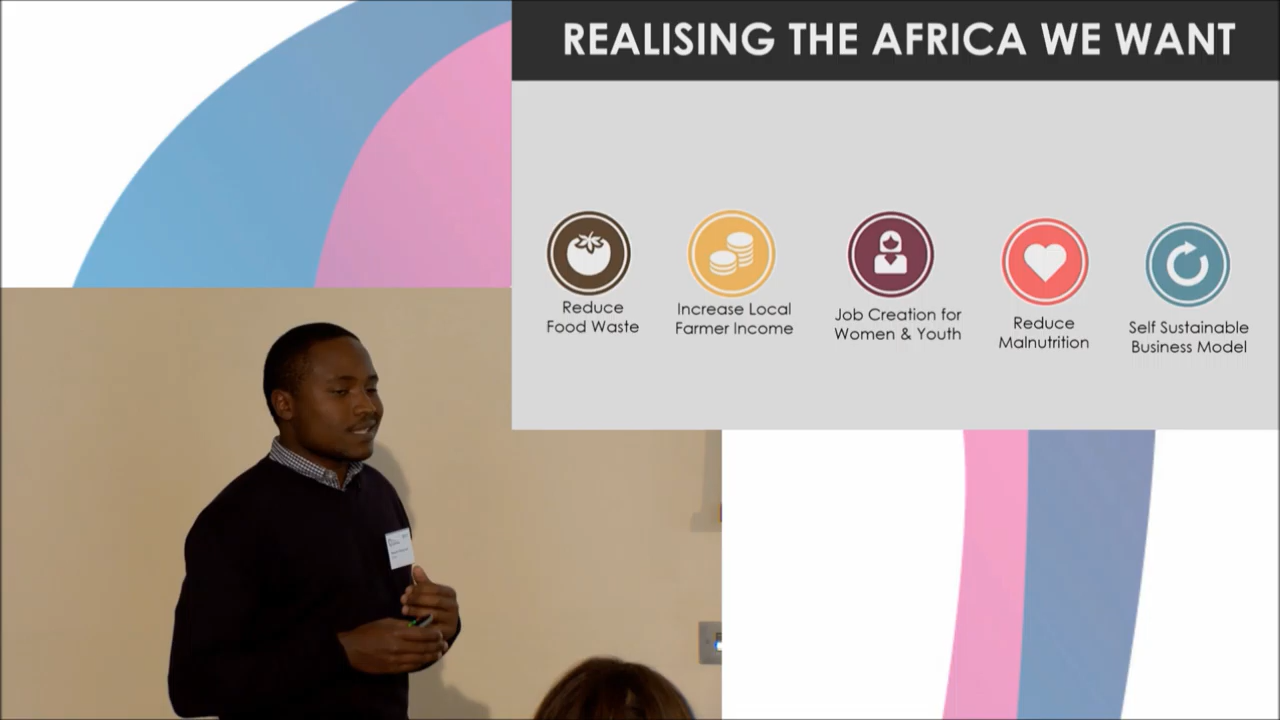 REALISING THE AFRICA WE WANT
Reduce
Food Waste
Increase Local
Farmer Income
Job Creation for
Women & Youth
Reduce
Malnutrition
Self Sustainable
Business Model